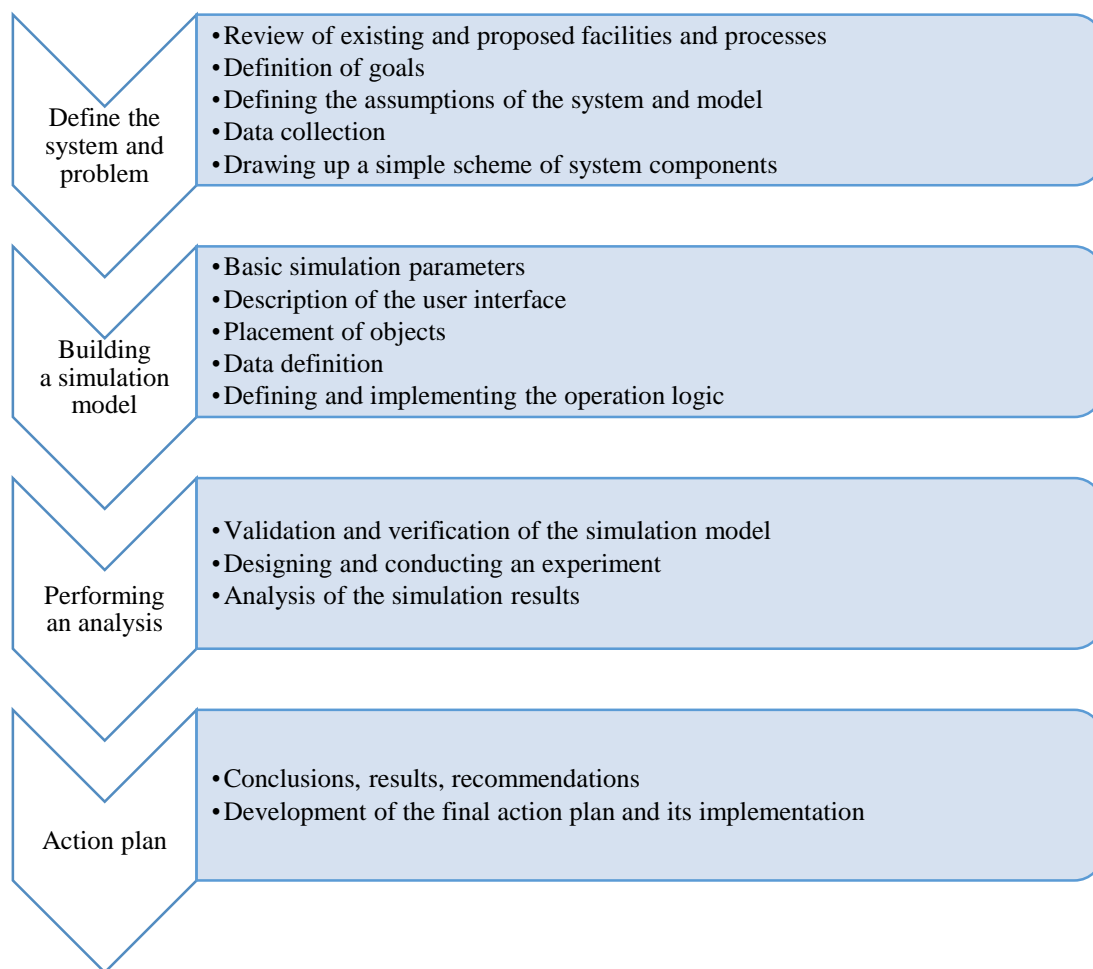 Define the
system and
problem
•Review of existing and proposed facilities and processes
•Definition of goals
•Defining the assumptions of the system and model
•Data collection
•Drawing up a simple scheme of system components
Building
a simulation
model
•Basic simulation parameters
•Description of the user interface
•Placement of objects
•Data definition
•Defining and implementing the operation logic
Performing
an analysis
•Validation and verification of the simulation model
•Designing and conducting an experiment
•Analysis of the simulation results
Action plan
•Conclusions, results, recommendations
•Development of the final action plan and its implementation